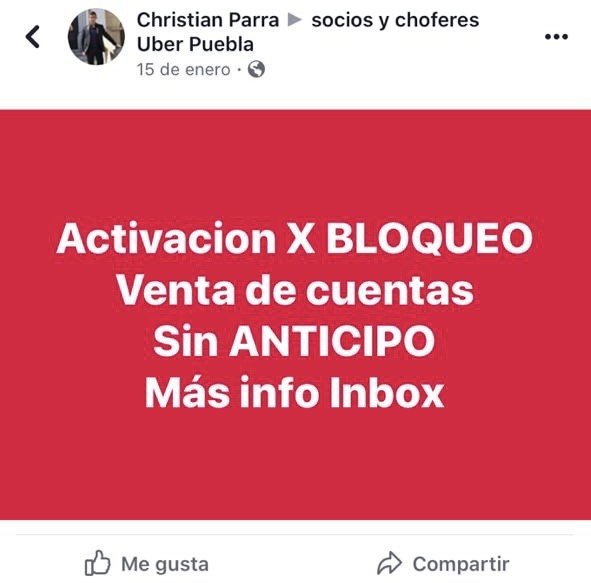 Christian Parra ▶ socios y choferes
Uber Puebla
15 de enero ·
Activacion X BLOQUEO
Venta de cuentas
Sin ANTICIPO
Más info Inbox
Me gusta
Compartir